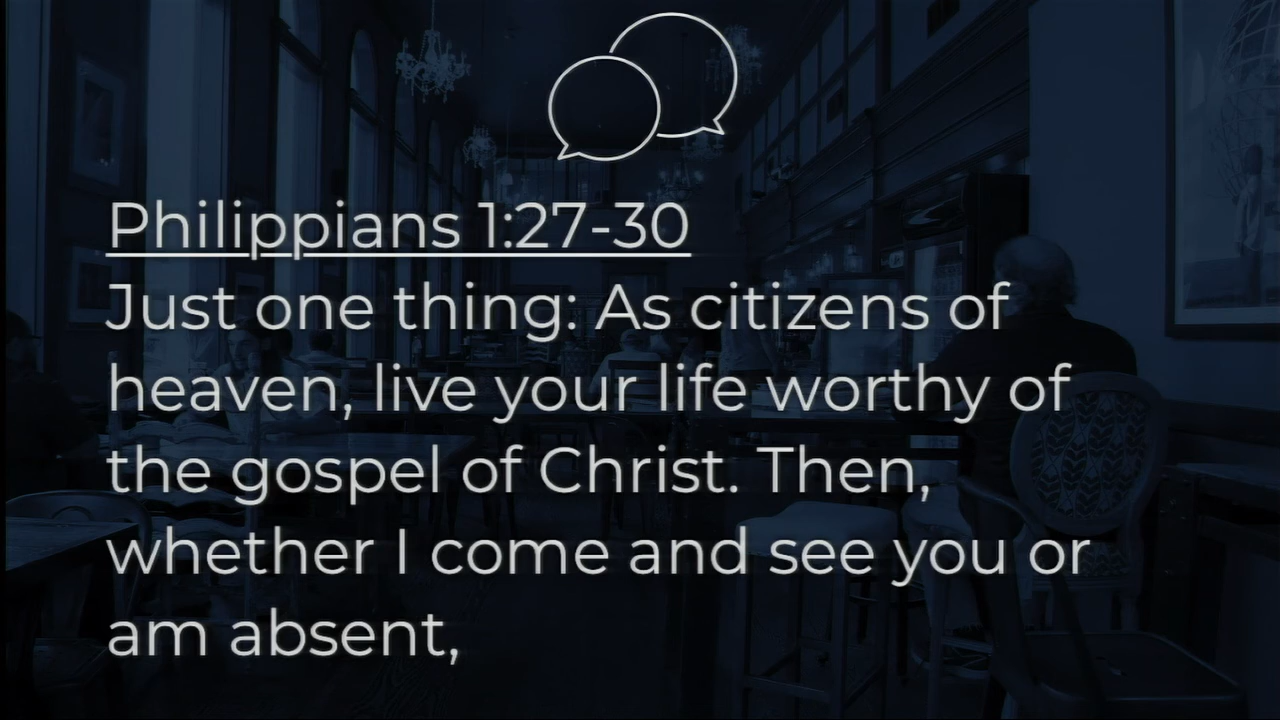 Philippians 1:27-30
Just one thing: As citizens of
heaven, live your life worthy of
the gospel of Christ. Then,
whether I come and see you or
am absent,